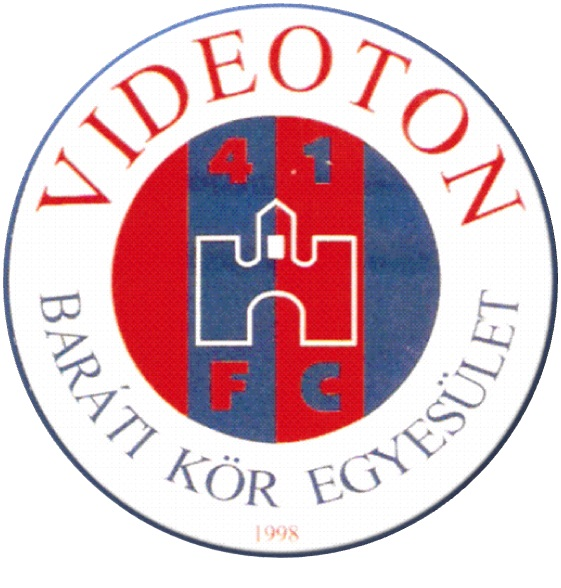 VIDEOTON
41
FC
BARÁTI KÖR EGYESÜLET
1998